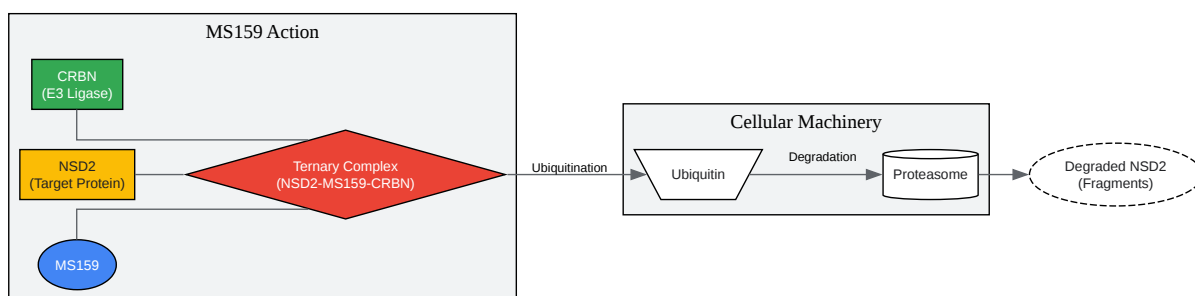 MS159 Action
CRBN
(E3 Ligase)
NSD2
(Target Protein)
MS159
Ternary Complex
(NSD2-MS159-CRBN)
Ubiquitination
Cellular Machinery
Ubiquitin
Degradation
Proteasome
Degraded NSD2
(Fragments)